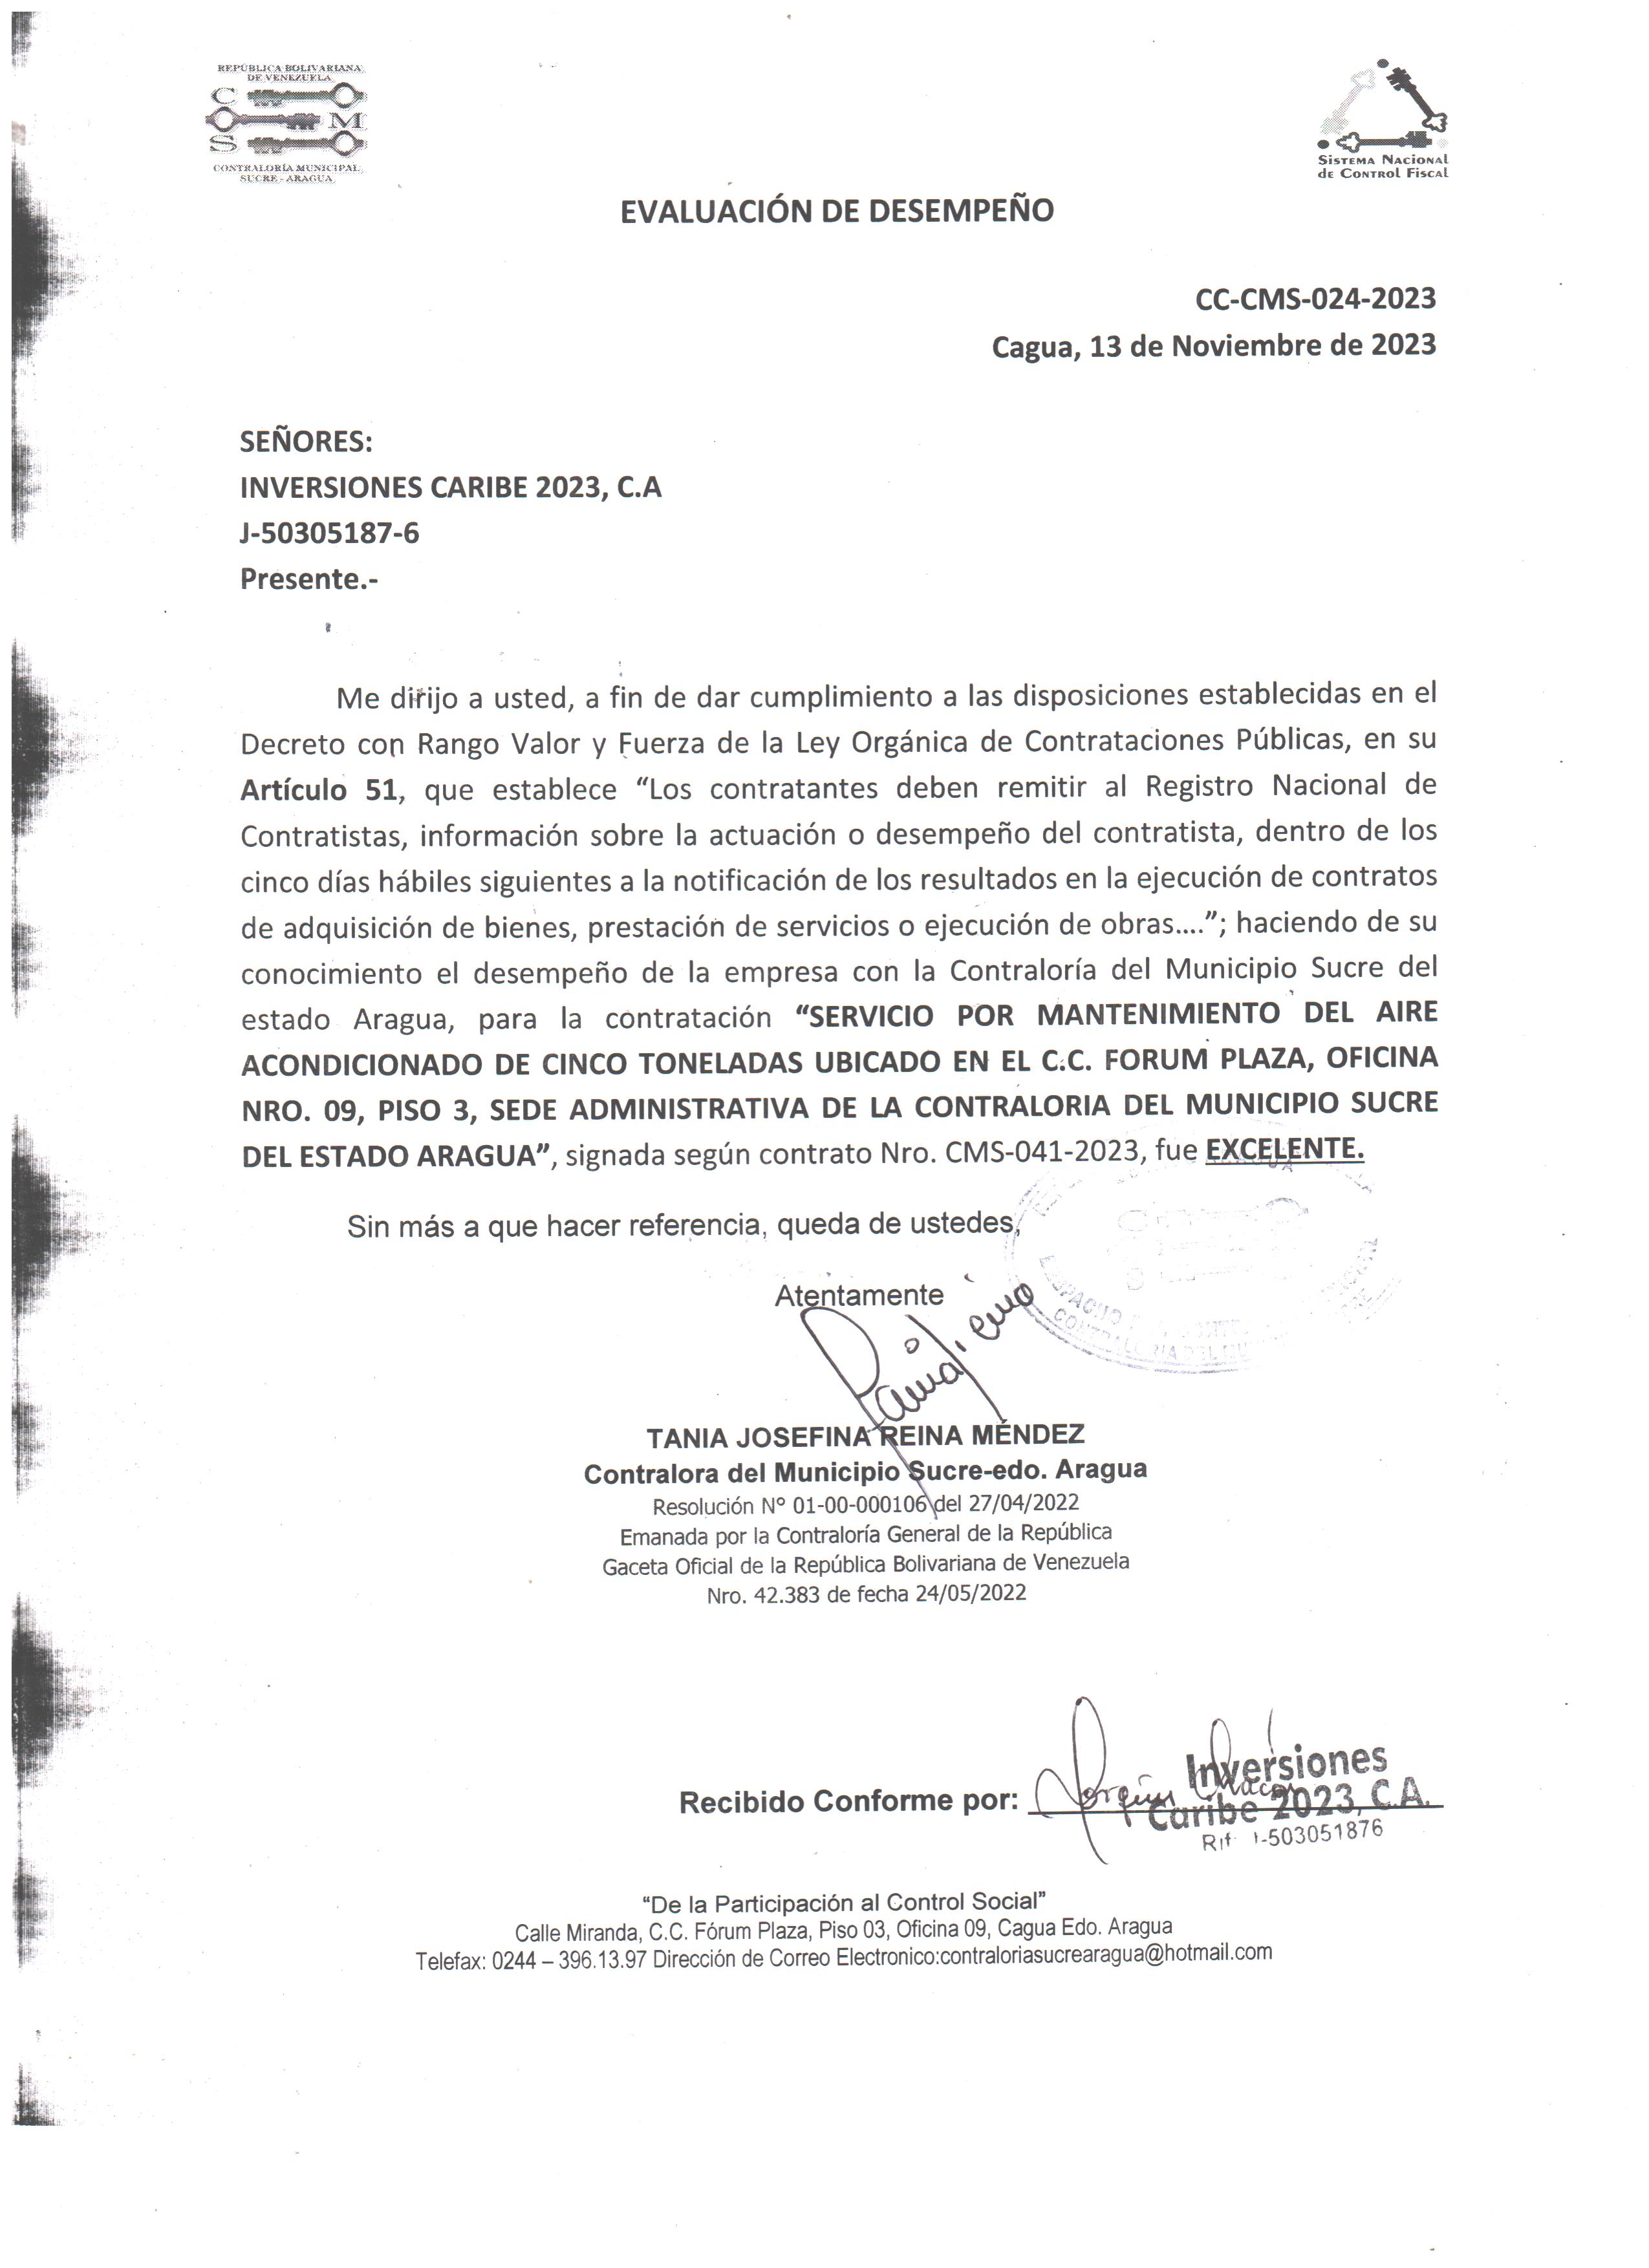 REPÚBLICA BOLIVARIANA
DE VENEZUELA
C
M
S
CONTRALORÍA MUNICIPAL
SUCRE - ARAGUA
Sistema Nacional
de Control Fiscal
EVALUACIÓN DE DESEMPEÑO
CC-CMS-024-2023
Cagua, 13 de Noviembre de 2023
SEÑORES:
INVERSIONES CARIBE 2023, C.A
J-50305187-6
Presente.-
Me dirijo a usted, a fin de dar cumplimiento a las disposiciones establecidas en el
Decreto con Rango Valor y Fuerza de la Ley Orgánica de Contrataciones Públicas, en su
Artículo 51, que establece “Los contratantes deben remitir al Registro Nacional de
Contratistas, información sobre la actuación o desempeño del contratista, dentro de los
cinco días hábiles siguientes a la notificación de los resultados en la ejecución de contratos
de adquisición de bienes, prestación de servicios o ejecución de obras....”; haciendo de su
conocimiento el desempeño de la empresa con la Contraloría del Municipio Sucre del
estado Aragua, para la contratación “SERVICIO POR MANTENIMIENTO DEL AIRE
ACONDICIONADO DE CINCO TONELADAS UBICADO EN EL C.C. FORUM PLAZA, OFICINA
NRO. 09, PISO 3, SEDE ADMINISTRATIVA DE LA CONTRALORIA DEL MUNICIPIO SUCRE
DEL ESTADO ARAGUA”, signada según contrato Nro. CMS-041-2023, fue EXCELENTE.
Sin más a que hacer referencia, queda de ustedes,
Atentamente
TANIA JOSEFINA REINA MÉNDEZ
Contralora del Municipio Sucre-edo. Aragua
Resolución N° 01-00-000106 del 27/04/2022
Emanada por la Contraloría General de la República
Gaceta Oficial de la República Bolivariana de Venezuela
Nro. 42.383 de fecha 24/05/2022
Recibido Conforme por:
Inversiones
Caribe 2023, C.A.
Rif: J-503051876
“De la Participación al Control Social”
Calle Miranda, C.C. Fórum Plaza, Piso 03, Oficina 09, Cagua Edo. Aragua
Telefax: 0244 – 396.13.97 Dirección de Correo Electronico:contraloriasucrearagua@hotmail.com